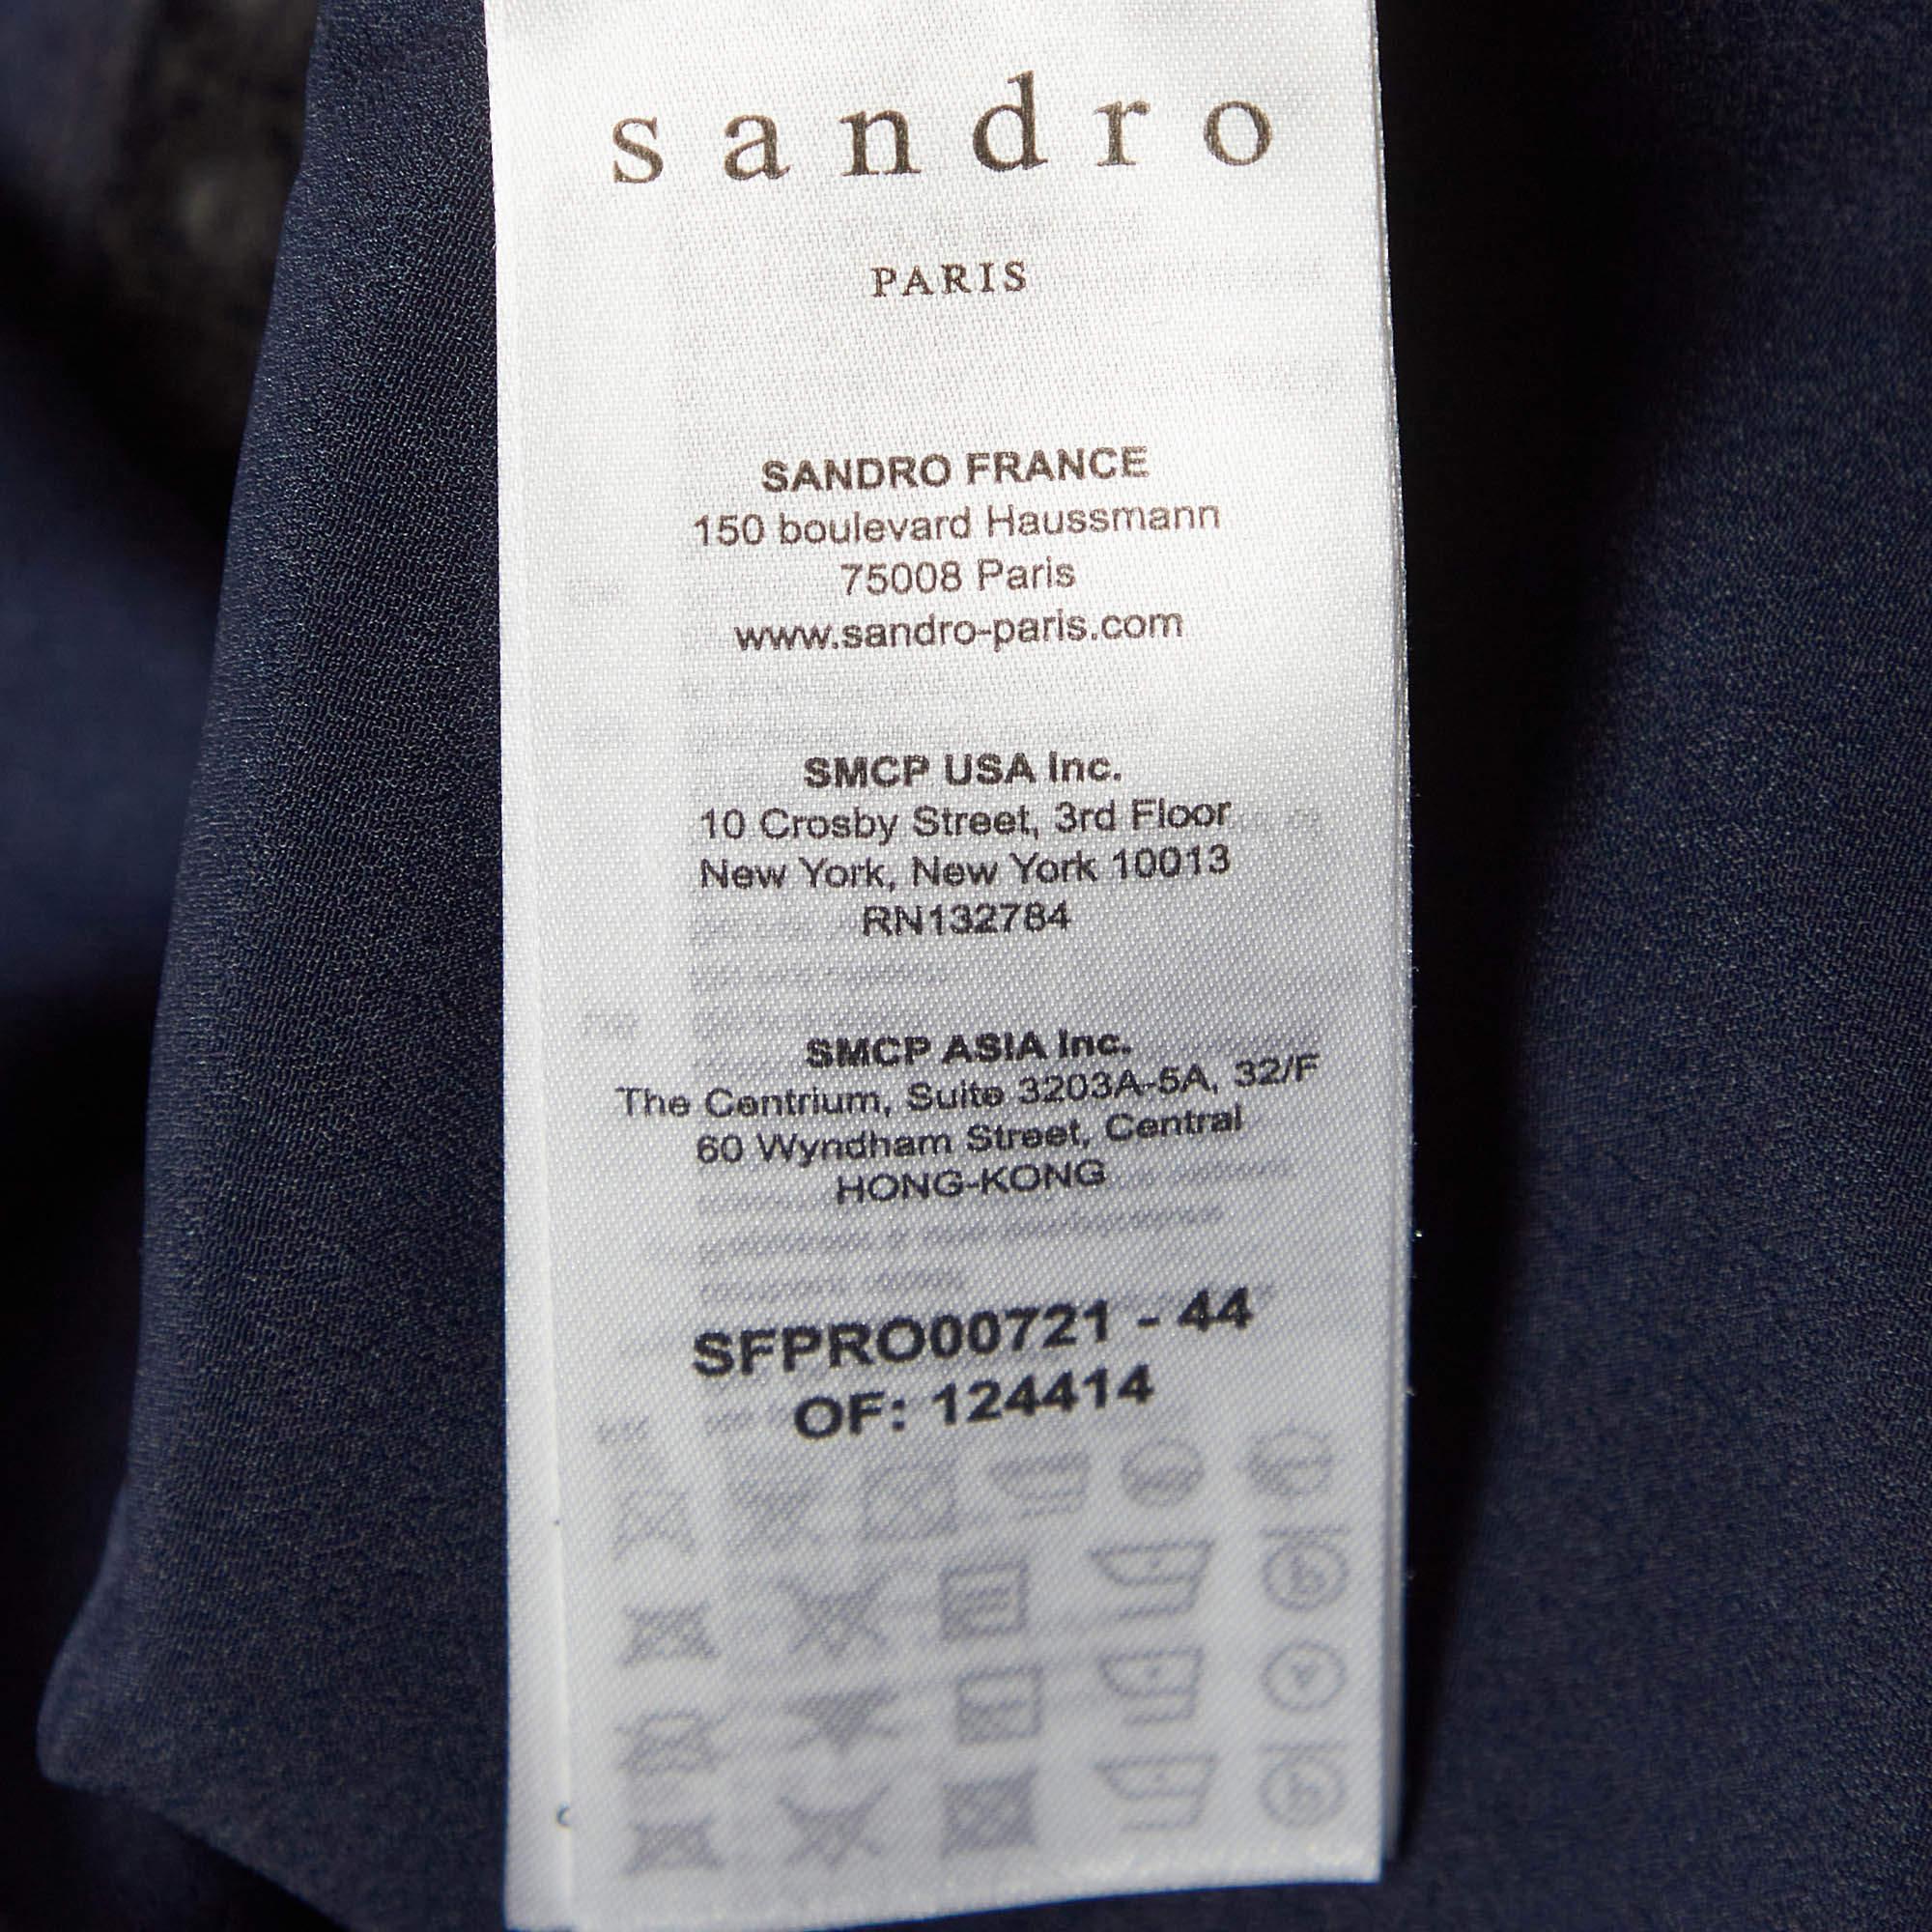 sandro
PARIS
SANDRO FRANCE
150 boulevard Haussmann
75008 Paris
www.sandro-paris.com
SMCP USA Inc.
10 Crosby Street, 3rd Floor
New York, New York 10013
RN132784
SMCP ASIA Inc.
The Centrium, Suite 3203A-5A, 32/F
60 Wyndham Street, Central
HONG-KONG
SFPRO00721 - 44
OF: 124414